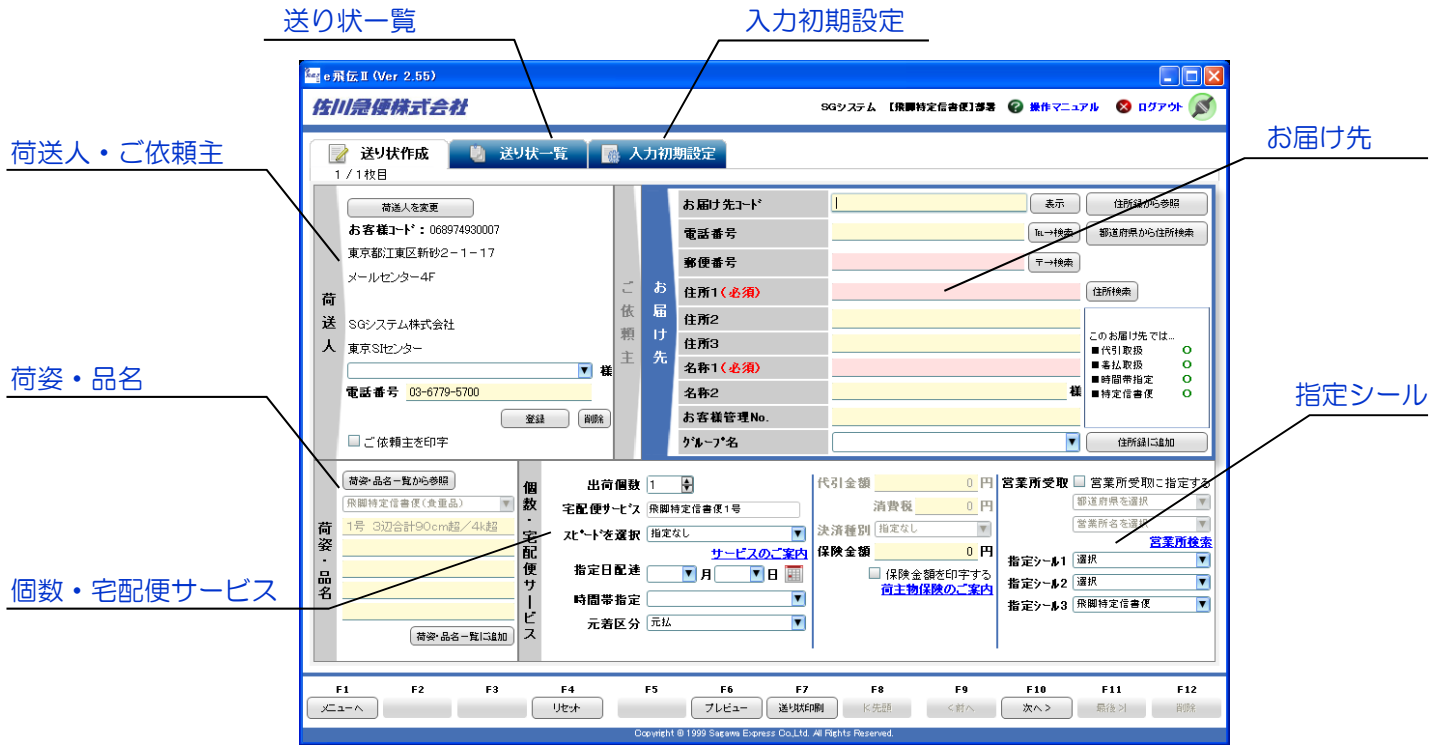 送り状一覧
入力初期設定
荷送人・ご依頼主
お届け先
荷姿・品名
指定シール
個数・宅配便サービス
e飛伝Ⅱ (Ver 2.55)
佐川急便株式会社
SGシステム 【飛脚特定信書便】部署
操作マニュアル
ログアウト
送り状作成
送り状一覧
入力初期設定
1 / 1枚目
荷送人
荷送人を変更
お客様コード：068974930007
東京都江東区新砂2-1-17
メールセンター4F
SGシステム株式会社
東京SIセンター
様
電話番号 03-6779-5700
登録 削除
ご依頼主を印字
ご依頼主
お届け先
お届け先コード 表示 住所録から参照
電話番号 TEL→検索 都道府県から住所検索
郵便番号 〒→検索
住所1(必須) 住所検索
住所2
住所3
名称1(必須)
名称2 様
お客様管理No.
グループ名 住所録に追加
このお届け先では...
■代引取扱 O
■着払取扱 O
■時間帯指定 O
■特定信書便 O
荷姿・品名
荷姿・品名一覧から参照
飛脚特定信書便(食重品)
1号 3辺合計90cm超／4k超
荷姿・品名一覧に追加
個数・宅配便サービス
出荷個数 1
宅配便サービス 飛脚特定信書便1号
スピードを選択 指定なし
サービスのご案内
指定日配達 月 日
時間帯指定
元着区分 元払
代引金額 0 円
消費税 0 円
決済種別 指定なし
保険金額 0 円
保険金額を印字する
荷主物保険のご案内
営業所受取 営業所受取に指定する
都道府県を選択
営業所名を選択
営業所検索
指定シール1 選択
指定シール2 選択
指定シール3 飛脚特定信書便
F1 F2 F3 F4 F5 F6 F7 F8 F9 F10 F11 F12
メニューへ リセット プレビュー 送り状印刷 |<先頭 <前へ 次へ> 最後>| 削除
Copyright © 1999 Sagawa Express Co.,Ltd. All Rights Reserved.